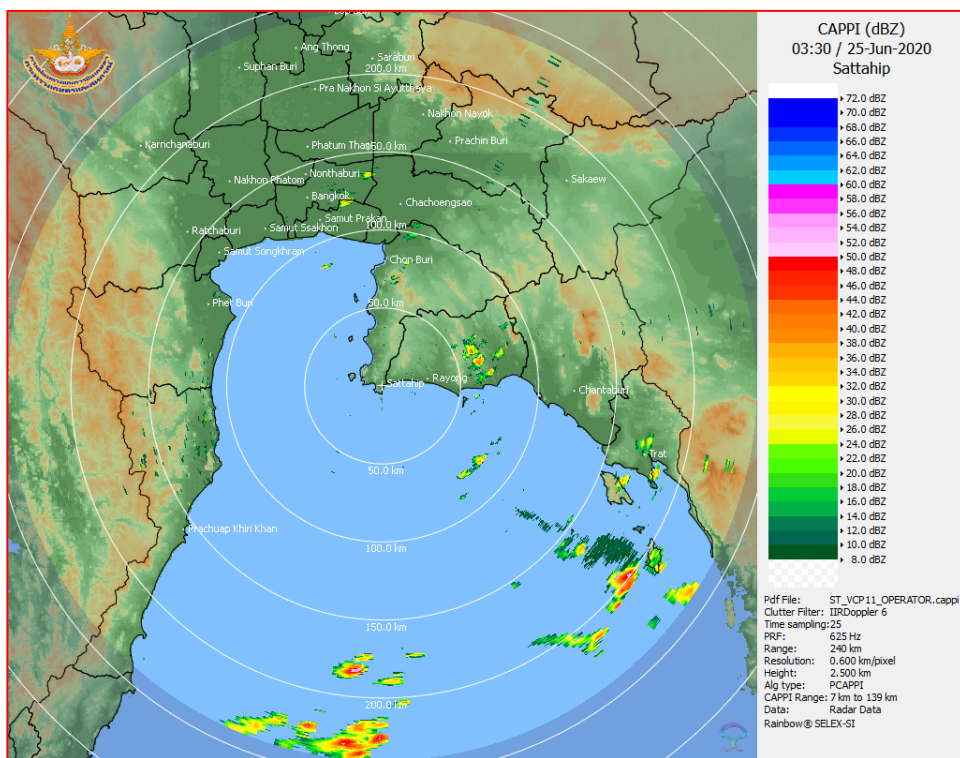 CAPPI (dBZ)
03:30 / 25-Jun-2020
Sattahip
72.0 dBZ
70.0 dBZ
68.0 dBZ
66.0 dBZ
64.0 dBZ
62.0 dBZ
60.0 dBZ
58.0 dBZ
56.0 dBZ
54.0 dBZ
52.0 dBZ
50.0 dBZ
48.0 dBZ
46.0 dBZ
44.0 dBZ
42.0 dBZ
40.0 dBZ
38.0 dBZ
36.0 dBZ
34.0 dBZ
32.0 dBZ
30.0 dBZ
28.0 dBZ
26.0 dBZ
24.0 dBZ
22.0 dBZ
20.0 dBZ
18.0 dBZ
16.0 dBZ
14.0 dBZ
12.0 dBZ
10.0 dBZ
8.0 dBZ
Pdf File: ST_VCP11_OPERATOR.cappi
Clutter Filter: IIRDoppler 6
Time sampling:25
PRF: 625 Hz
Range: 240 km
Resolution: 0.600 km/pixel
Height: 2.500 km
Alg type: PCAPPI
CAPPI Range: 7 km to 139 km
Data: Radar Data
Rainbow® SELEX-SI
Ang Thong
Saraburi
Suphan Buri
200.0 km
Pra Nakhon Si Ayutthaya
Nakhon Nayok
Karnchanaburi
Phatum
Prachin Buri
Nonthaburi
Nakhon Phatom
Sakaew
Bangkok
Chachoengsao
Samut Prakan
Ratchaburi
Samut Ssakhon
100.0 km
Samut Songkhram
Chon Buri
Phet Buri
50.0 km
Rayong
Sattahip
Chantaburi
Trat
50.0 km
Prachuap Khiri Khan
100.0 km
150.0 km
200.0 km